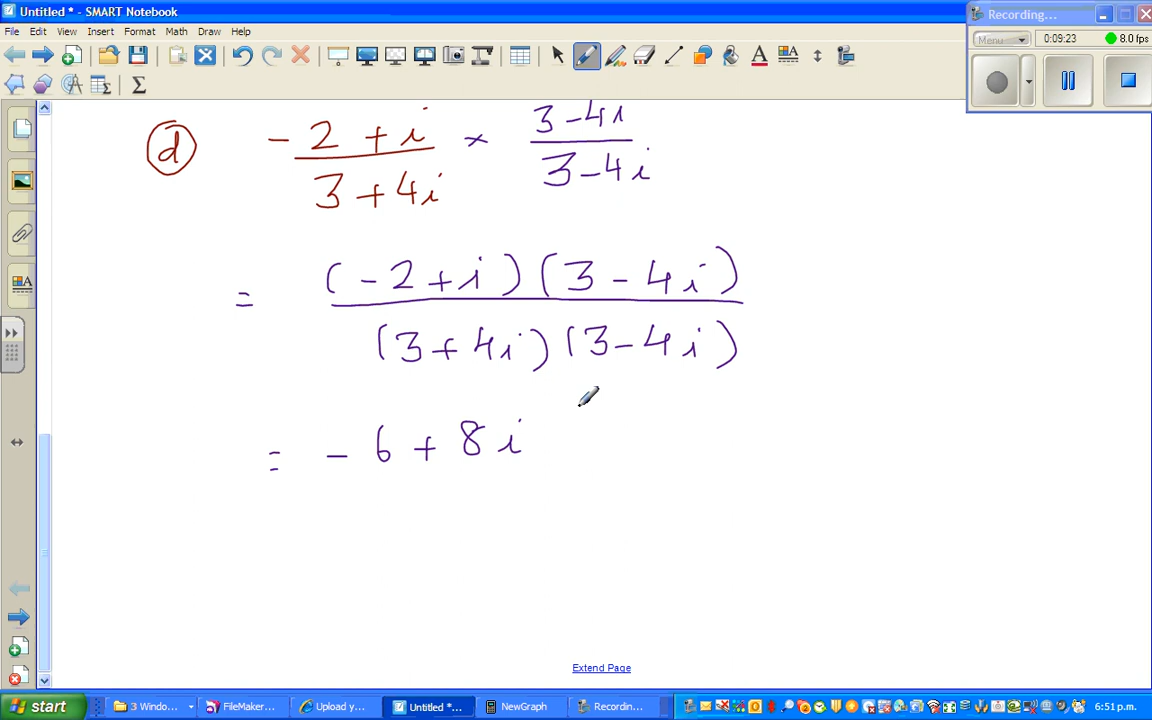 Untitled * - SMART Notebook
Recording...
File Edit View Insert Format Math Draw Help
Menu
0:09:23
8.0 fps
(d) -2 + i / 3 + 4i × 3 - 4i / 3 - 4i
= (-2 + i)(3 - 4i)
(3 + 4i)(3 - 4i)
= - 6 + 8i
Extend Page
start
3 Windo...
FileMaker...
Upload y...
Untitled *...
NewGraph
Recordin...
6:51 p.m.